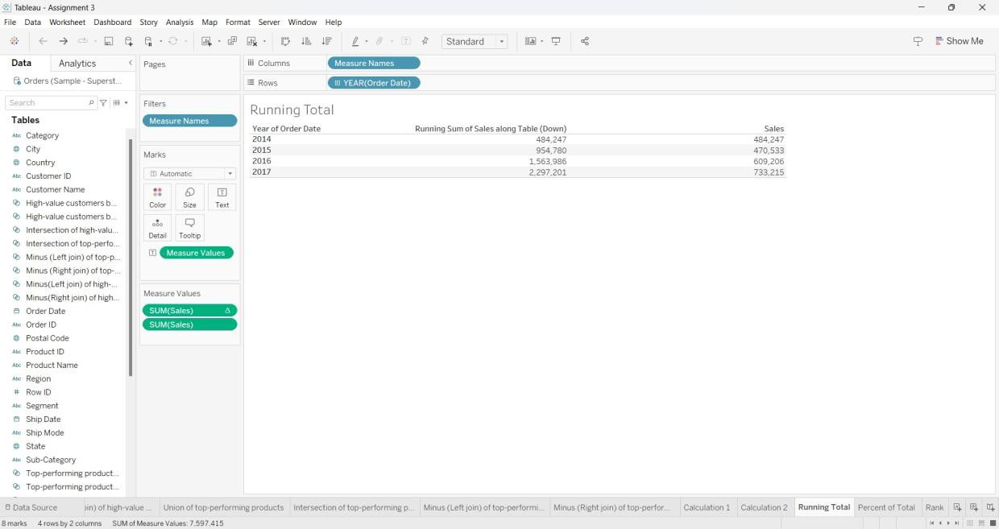 Tableau - Assignment 3
File Data Worksheet Dashboard Story Analysis Map Format Server Window Help
Standard
Show Me
Data Analytics
Orders (Sample - Superst...
Search
Tables
Abc Category
City
Country
Abc Customer ID
Abc Customer Name
High-value customers b...
High-value customers b...
Intersection of high-valu...
Intersection of top-perfo...
Minus (Left join) of top-p...
Minus (Right join) of top-...
Minus(Left join) of high-...
Minus(Right join) of high...
Order Date
Abc Order ID
Postal Code
Abc Product ID
Abc Product Name
Abc Region
# Row ID
Abc Segment
Ship Date
Abc Ship Mode
State
Abc Sub-Category
Top-performing product...
Top-performing product...
Pages
Filters
Measure Names
Marks
T Automatic
Color Size Text
Detail Tooltip
T Measure Values
Measure Values
SUM(Sales) Δ
SUM(Sales)
Columns Measure Names
Rows YEAR(Order Date)
Running Total
Year of Order Date Running Sum of Sales along Table (Down) Sales
2014 484,247 484,247
2015 954,780 470,533
2016 1,563,986 609,206
2017 2,297,201 733,215
Data Source oin) of high-value ... Union of top-performing products Intersection of top-performing p... Minus (Left join) of top-performi... Minus (Right join) of top-perfor... Calculation 1 Calculation 2 Running Total Percent of Total Rank
8 marks 4 rows by 2 columns SUM of Measure Values: 7,597,415